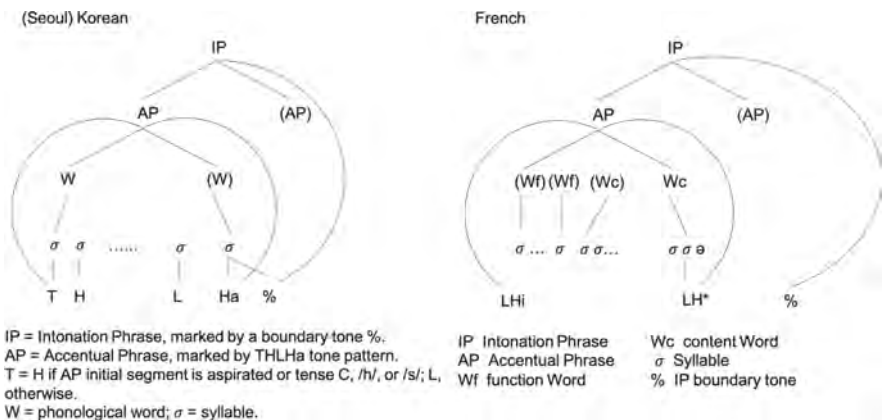 (Seoul) Korean
IP
AP (AP)
W (W)
σ σ ...... σ σ
T H L Ha %
IP = Intonation Phrase, marked by a boundary tone %.
AP = Accentual Phrase, marked by THLHa tone pattern.
T = H if AP initial segment is aspirated or tense C, /h/, or /s/; L,
otherwise.
W = phonological word; σ = syllable.
French
IP
AP (AP)
(Wf) (Wf) (Wc) Wc
σ ... σ σ σ... σ σ ə
LHi LH* %
IP Intonation Phrase Wc content Word
AP Accentual Phrase σ Syllable
Wf function Word % IP boundary tone